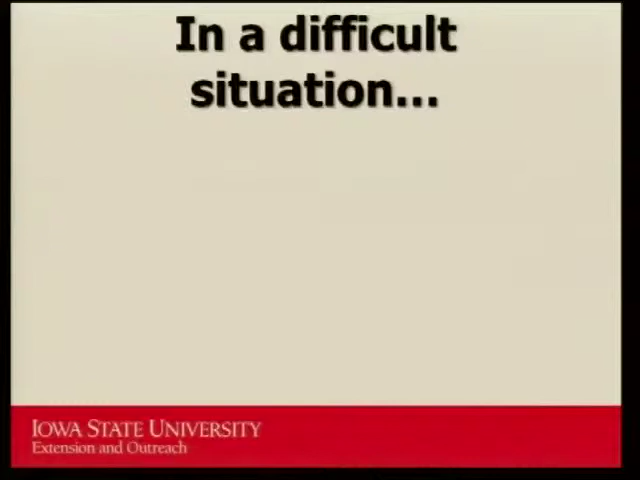 In a difficult
situation...
IOWA STATE UNIVERSITY
Extension and Outreach